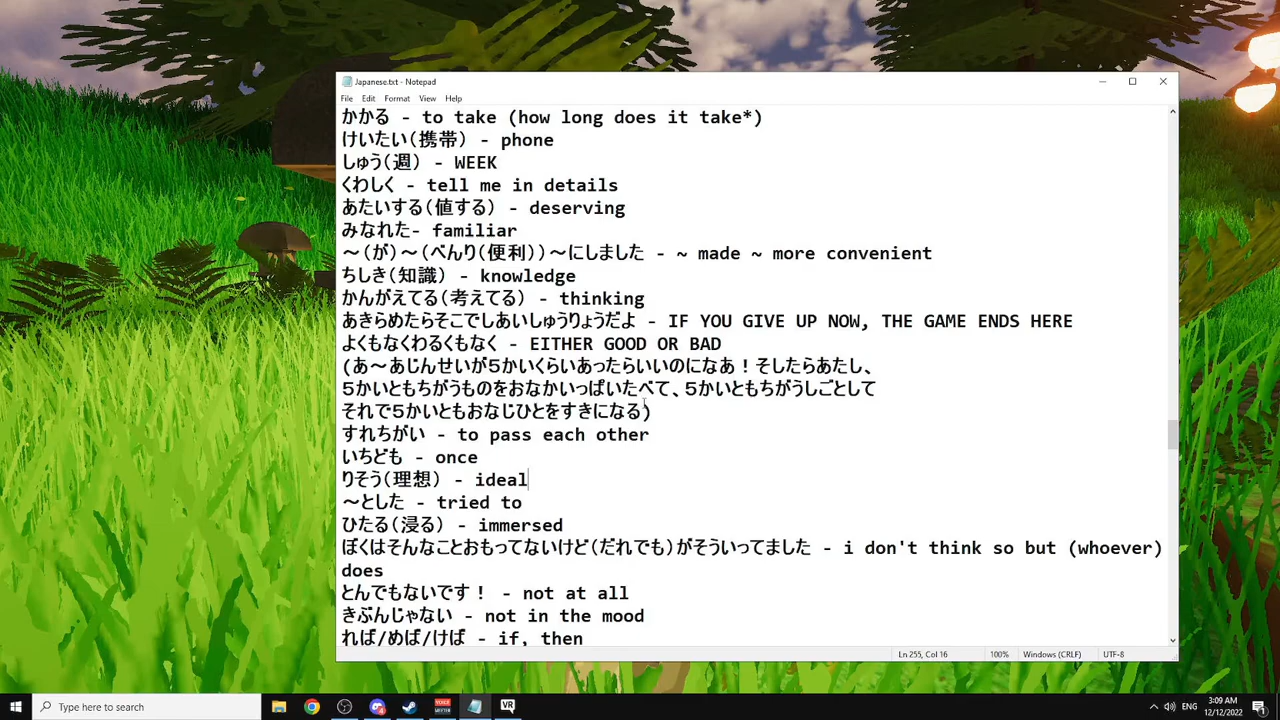 Japanese.txt - Notepad
File Edit Format View Help
かかる - to take (how long does it take*)
けいたい（携帯） - phone
しゅう（週） - WEEK
くわしく - tell me in details
あたいする（値する） - deserving
みなれた- familiar
～（が）～（べんり（便利））～にしました - ~ made ~ more convenient
ちしき（知識） - knowledge
かんがえてる（考えてる） - thinking
あきらめたらそこでしあいしゅうりょうだよ - IF YOU GIVE UP NOW, THE GAME ENDS HERE
よくもなくわるくもなく - EITHER GOOD OR BAD
(あ～あじんせいが５かいくらいあったらいいのになあ！そしたらあたし、
５かいともちがうものをおなかいっぱいたべて、５かいともちがうしごとして
それで５かいともおなじひとをすきになる)
すれちがい - to pass each other
いちども - once
りそう（理想） - ideal
～とした - tried to
ひたる（浸る） - immersed
ぼくはそんなことおもってないけど（だれでも）がそういってました - i don't think so but (whoever)
does
とんでもないです！ - not at all
きぶんじゃない - not in the mood
れば/めば/けば - if, then
Ln 255, Col 16 100% Windows (CRLF) UTF-8
Type here to search
VOICE MEETER
VR
ENG
3:09 AM
12/12/2022
1